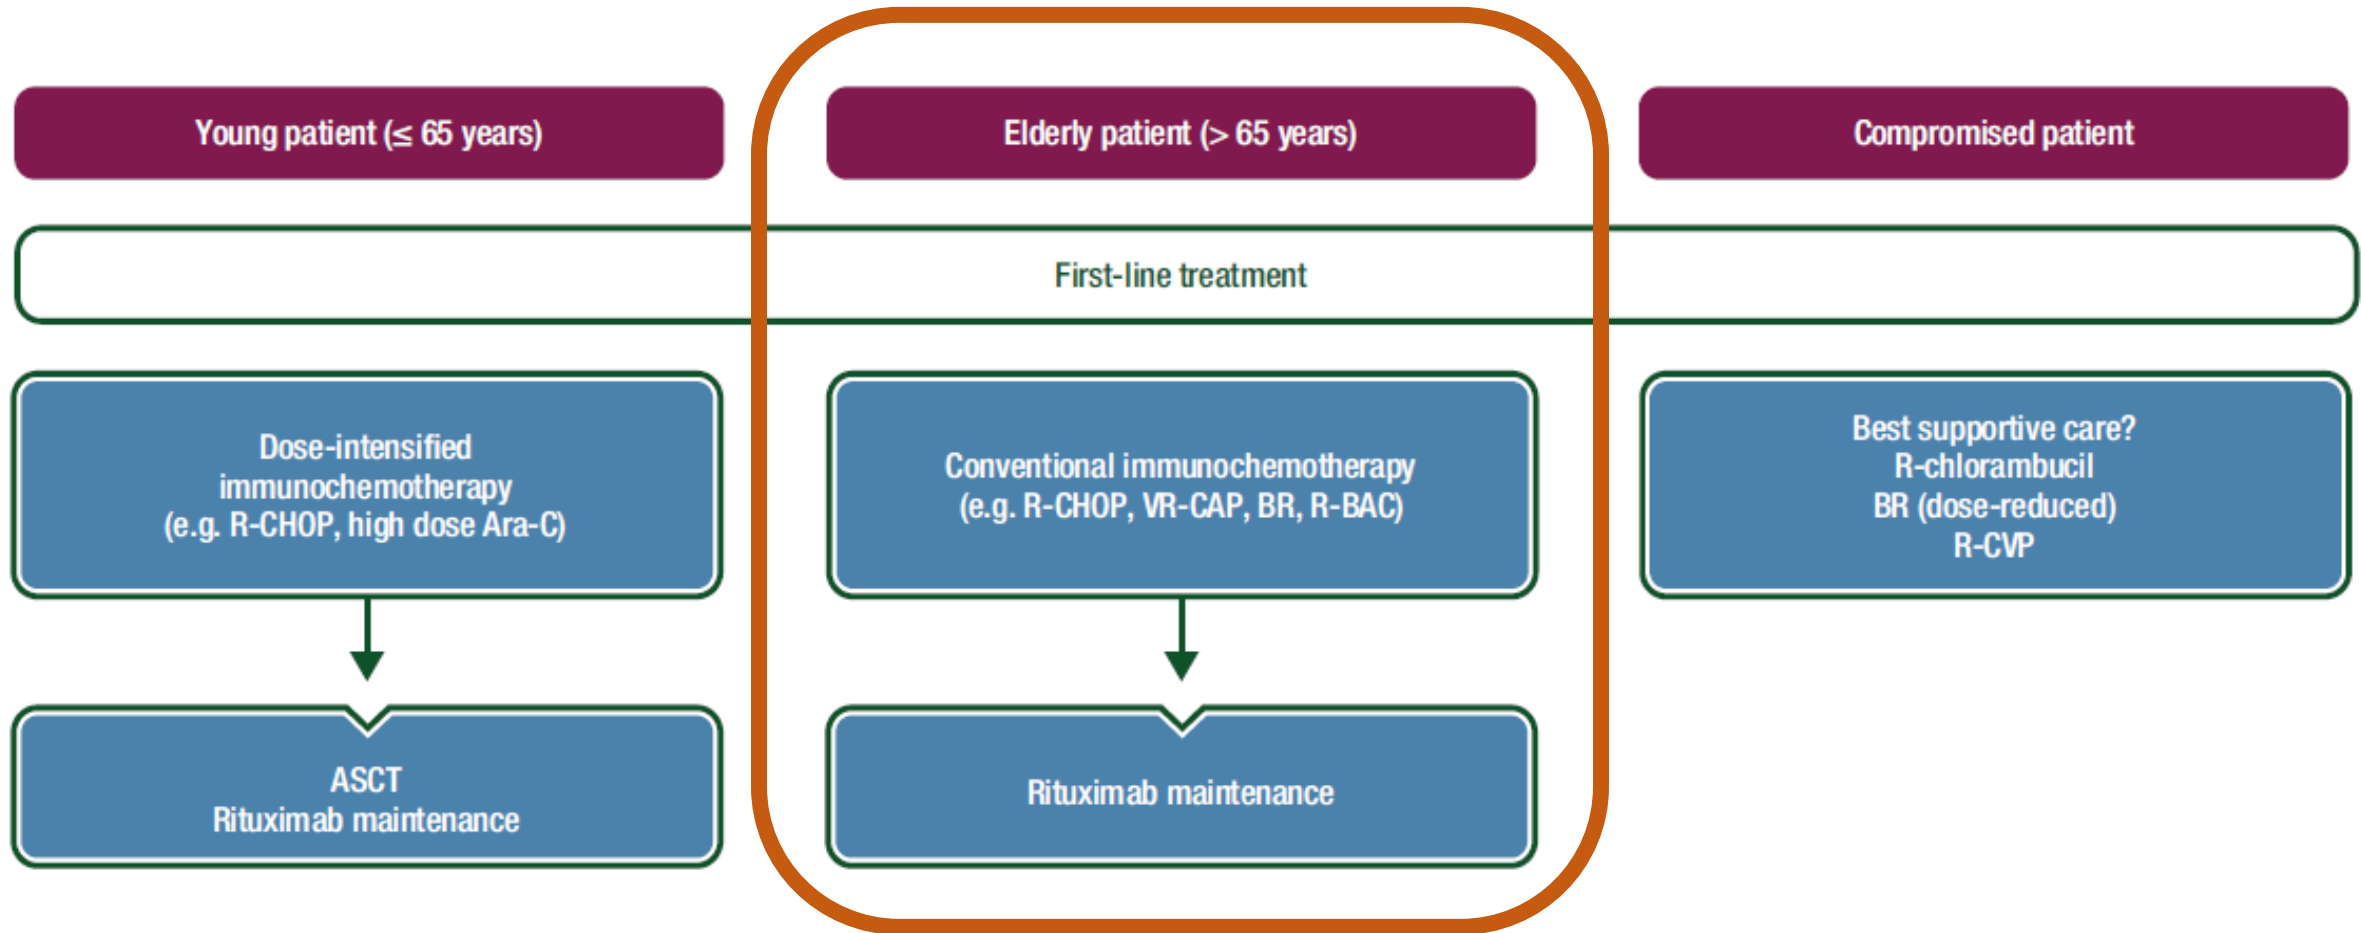 Young patient (≤ 65 years)
Elderly patient (> 65 years)
Compromised patient
First-line treatment
Dose-intensified
immunochemotherapy
(e.g. R-CHOP, high dose Ara-C)
Conventional immunochemotherapy
(e.g. R-CHOP, VR-CAP, BR, R-BAC)
Best supportive care?
R-chlorambucil
BR (dose-reduced)
R-CVP
ASCT
Rituximab maintenance
Rituximab maintenance